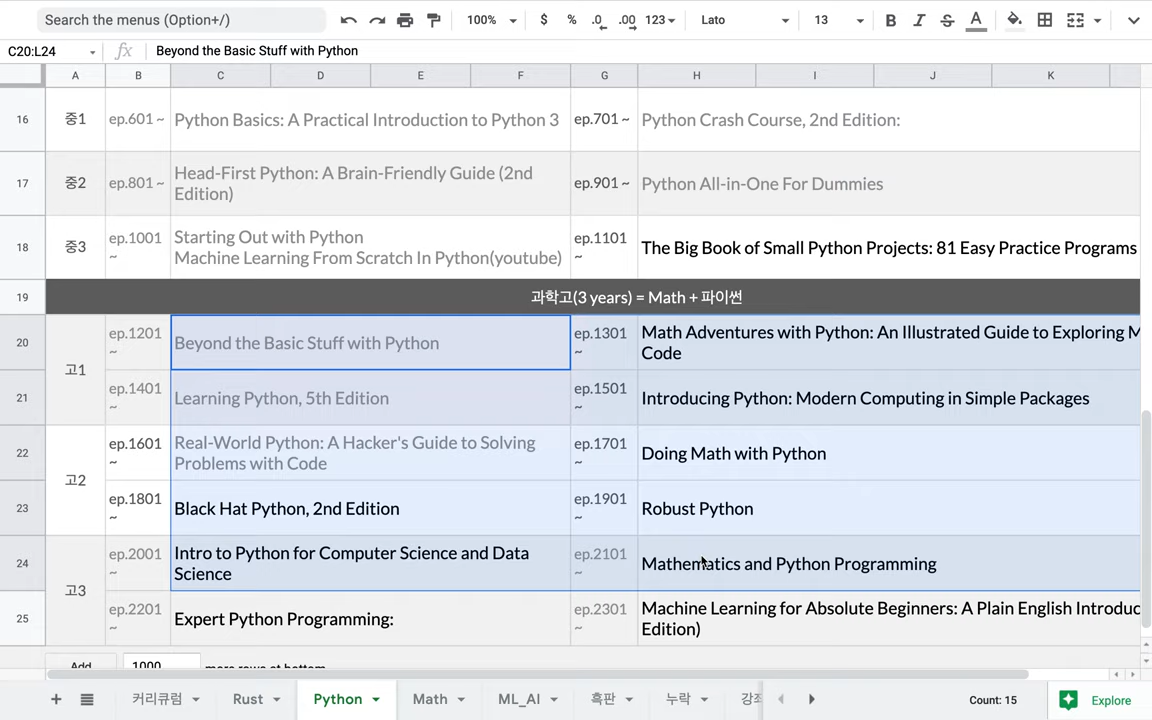 Search the menus (Option+/)
100%
$ % .0 .00 123
Lato
13
B I S A
C20:L24
fx
Beyond the Basic Stuff with Python
A B C D E F G H I J K
16 중1 ep.601 ~ Python Basics: A Practical Introduction to Python 3 ep.701 ~ Python Crash Course, 2nd Edition:
17 중2 ep.801 ~ Head-First Python: A Brain-Friendly Guide (2nd
Edition) ep.901 ~ Python All-in-One For Dummies
18 중3 ep.1001
~ Starting Out with Python
Machine Learning From Scratch In Python(youtube) ep.1101
~ The Big Book of Small Python Projects: 81 Easy Practice Programs
19 과학고(3 years) = Math + 파이썬
20 고1 ep.1201
~ Beyond the Basic Stuff with Python ep.1301
~ Math Adventures with Python: An Illustrated Guide to Exploring M
Code
21 ep.1401
~ Learning Python, 5th Edition ep.1501
~ Introducing Python: Modern Computing in Simple Packages
22 고2 ep.1601
~ Real-World Python: A Hacker's Guide to Solving
Problems with Code ep.1701
~ Doing Math with Python
23 ep.1801
~ Black Hat Python, 2nd Edition ep.1901
~ Robust Python
24 고3 ep.2001
~ Intro to Python for Computer Science and Data
Science ep.2101
~ Mathematics and Python Programming
25 ep.2201
~ Expert Python Programming: ep.2301
~ Machine Learning for Absolute Beginners: A Plain English Introduc
Edition)
Add 1000 more rows at bottom
+ 커리큘럼 Rust Python Math ML_AI 흑판 누락 강좌 Count: 15 Explore